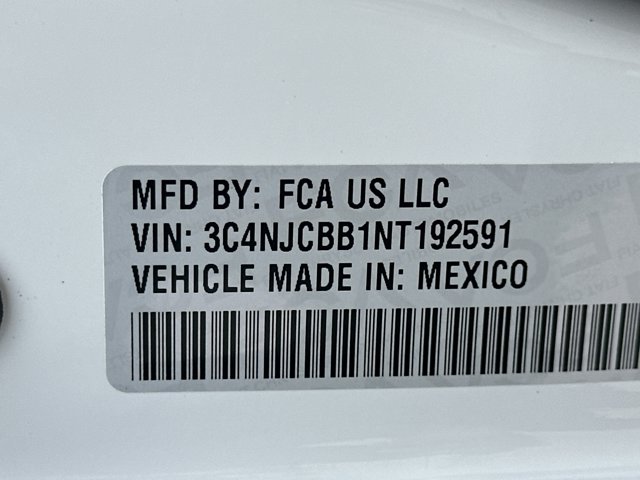 MFD BY: FCA US LLC
VIN: 3C4NJCBB1NT192591
VEHICLE MADE IN: MEXICO